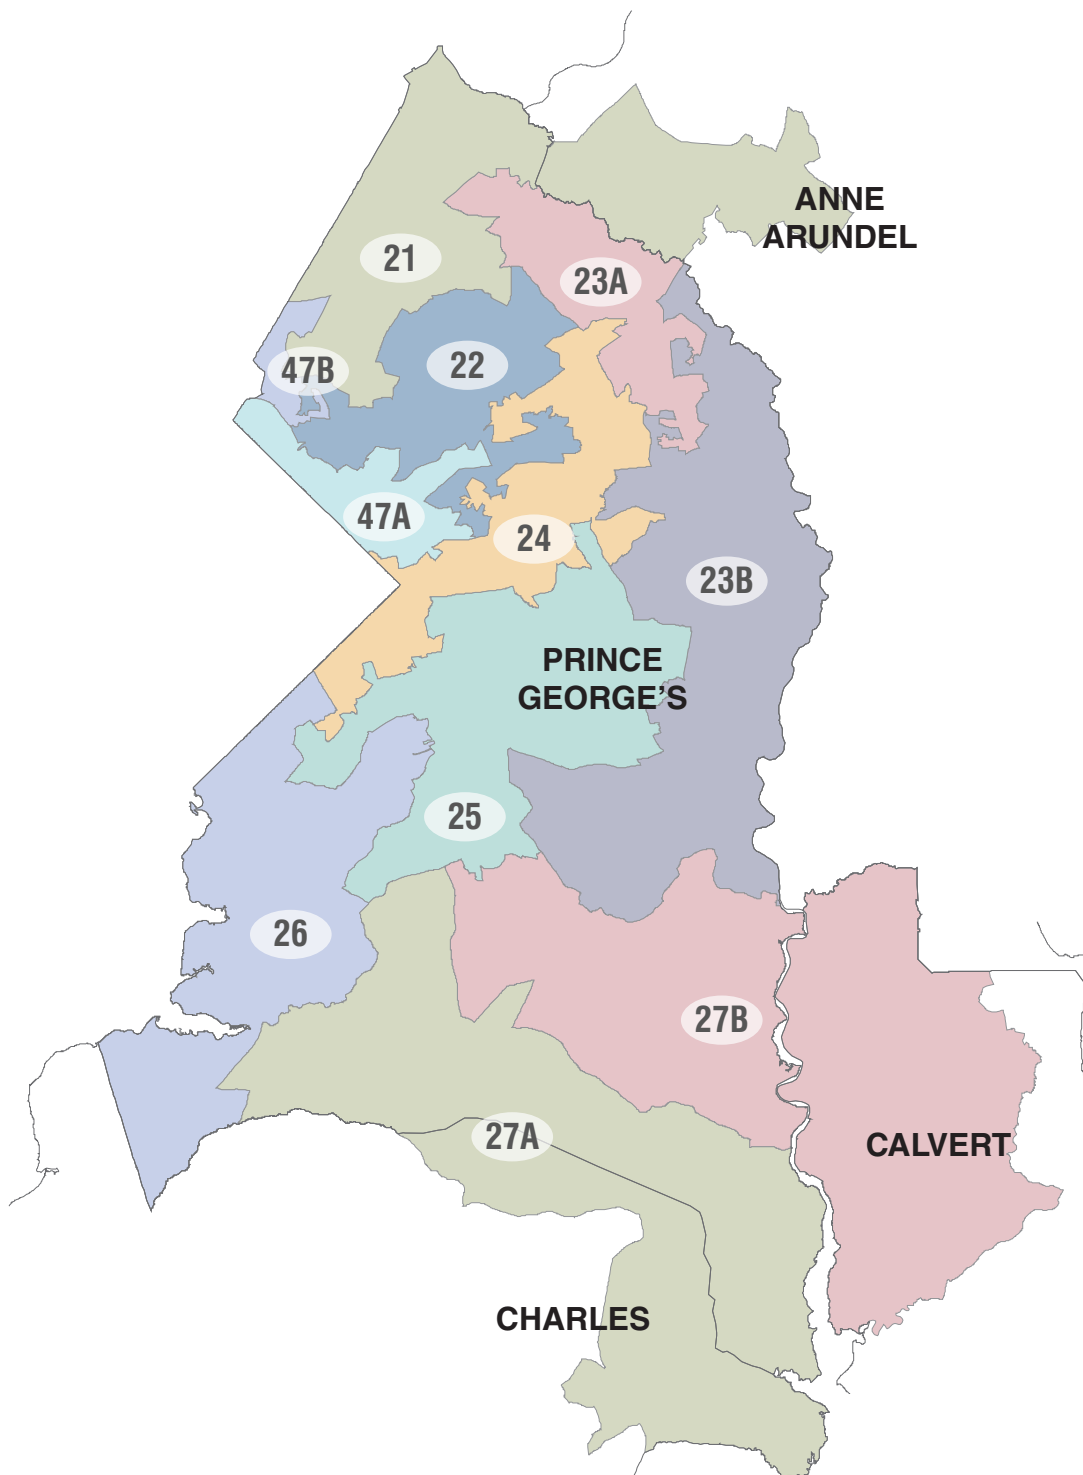 ANNE
ARUNDEL
21
23A
47B
22
47A
24
23B
PRINCE
GEORGE'S
25
26
27B
27A
CALVERT
CHARLES